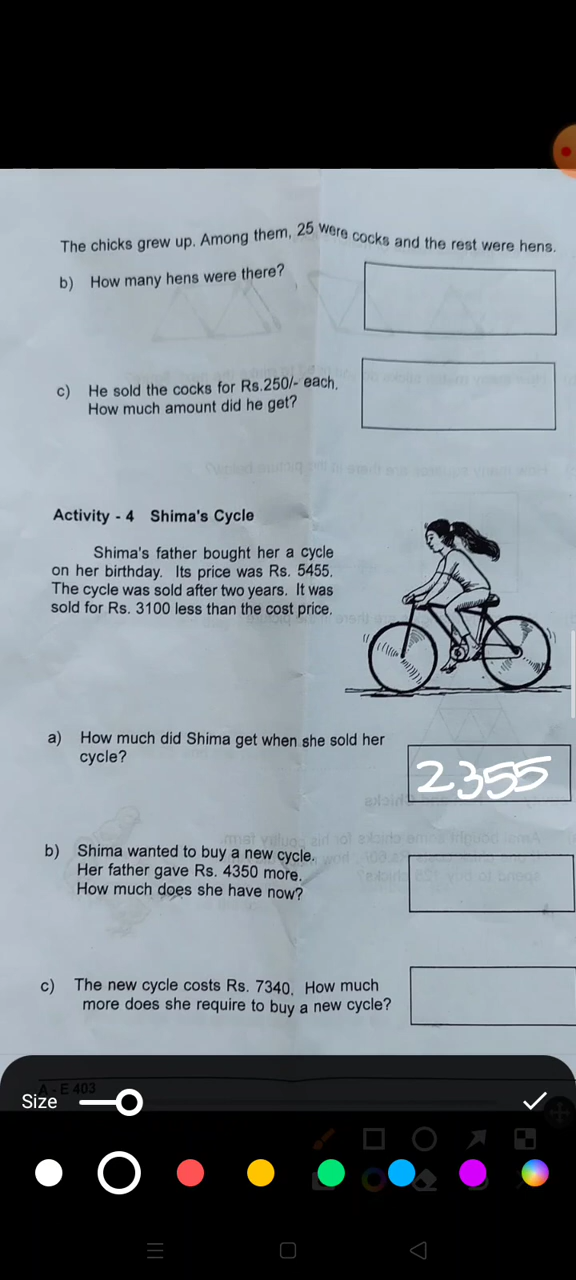 The chicks grew up. Among them, 25 were cocks and the rest were hens.
b) How many hens were there?
c) He sold the cocks for Rs.250/- each.
How much amount did he get?
Activity - 4 Shima's Cycle
Shima's father bought her a cycle
on her birthday. Its price was Rs. 5455.
The cycle was sold after two years. It was
sold for Rs. 3100 less than the cost price.
a) How much did Shima get when she sold her
cycle?
2355
b) Shima wanted to buy a new cycle.
Her father gave Rs. 4350 more.
How much does she have now?
c) The new cycle costs Rs. 7340. How much
more does she require to buy a new cycle?
A - E 403
Size